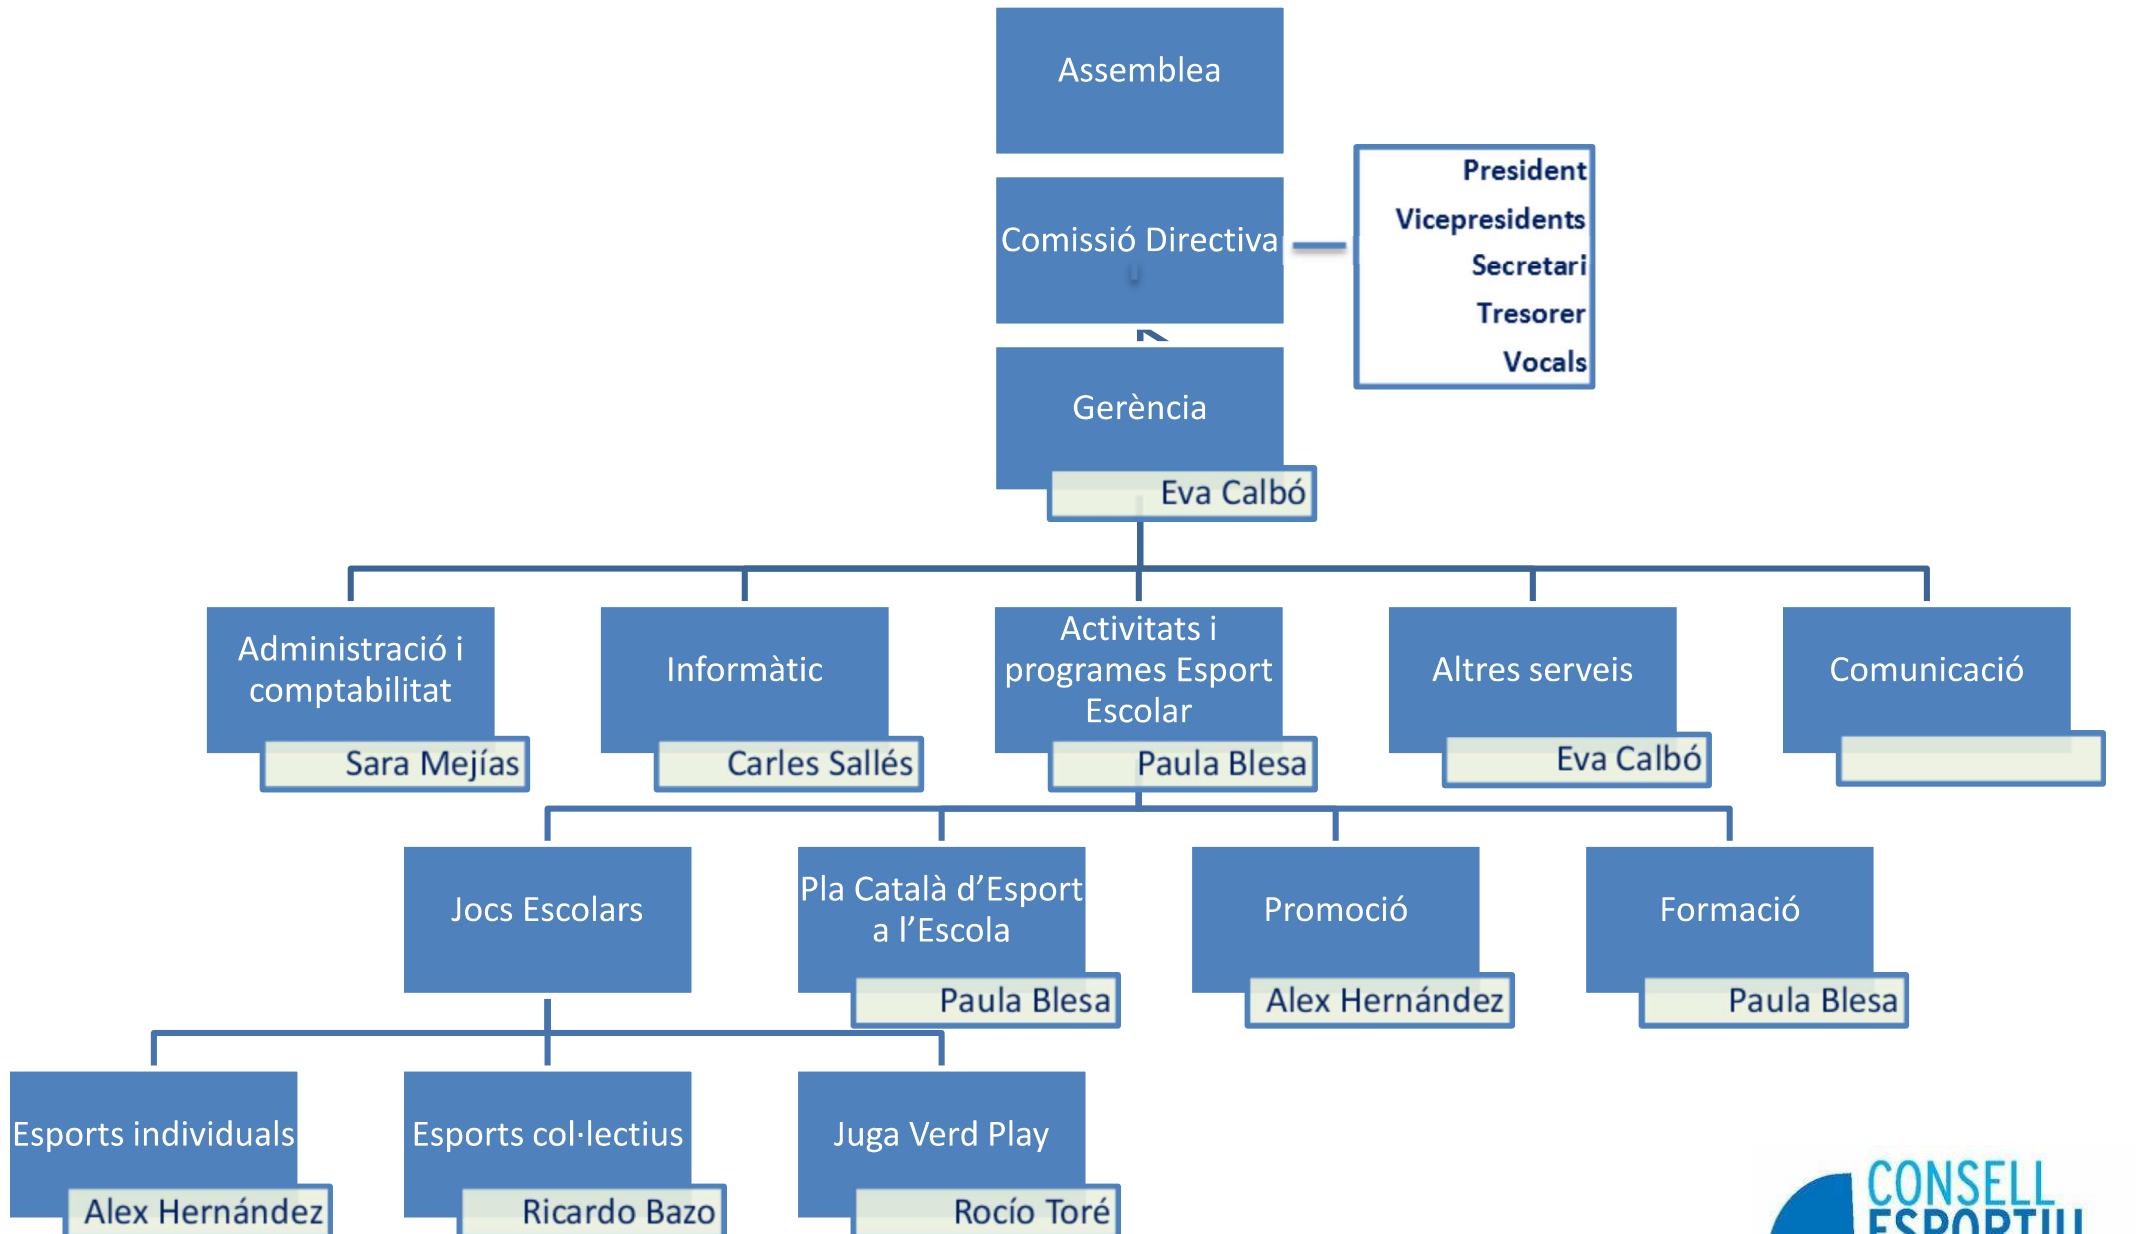 Assemblea
Comissió Directiva
President
Vicepresidents
Secretari
Tresorer
Vocals
Gerència
Eva Calbó
Administració i
comptabilitat
Sara Mejías
Informàtic
Carles Sallés
Activitats i
programes Esport
Escolar
Paula Blesa
Altres serveis
Eva Calbó
Comunicació
Jocs Escolars
Pla Català d’Esport
a l’Escola
Paula Blesa
Promoció
Alex Hernández
Formació
Paula Blesa
Esports individuals
Alex Hernández
Esports col·lectius
Ricardo Bazo
Juga Verd Play
Rocío Toré
CONSELL
ESPORTIU